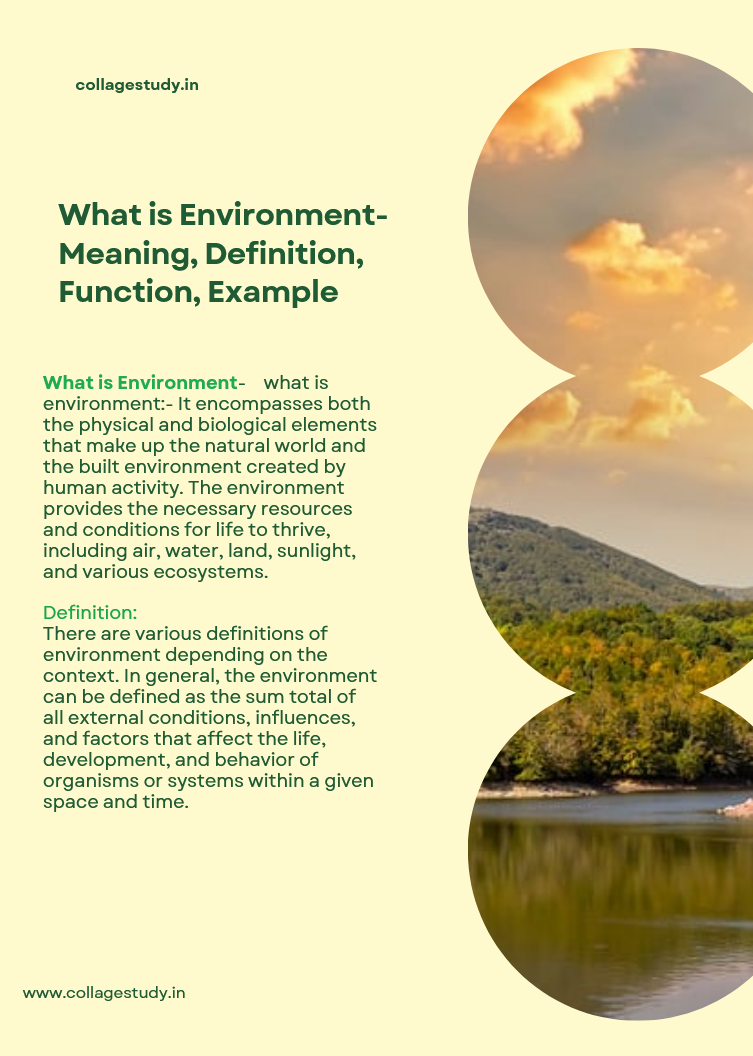 collagestudy.in
What is Environment-
Meaning, Definition,
Function, Example
What is Environment- what is
environment:- It encompasses both
the physical and biological elements
that make up the natural world and
the built environment created by
human activity. The environment
provides the necessary resources
and conditions for life to thrive,
including air, water, land, sunlight,
and various ecosystems.
Definition:
There are various definitions of
environment depending on the
context. In general, the environment
can be defined as the sum total of
all external conditions, influences,
and factors that affect the life,
development, and behavior of
organisms or systems within a given
space and time.
www.collagestudy.in